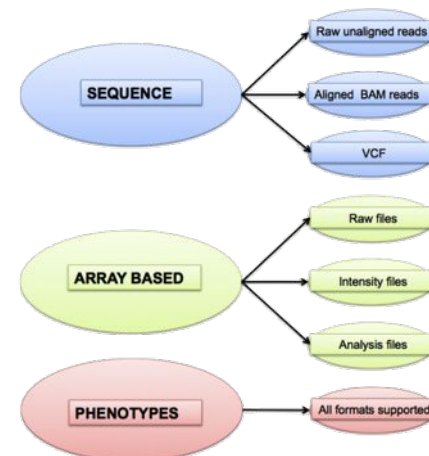 SEQUENCE
Raw unaligned reads
Aligned BAM reads
VCF
ARRAY BASED
Raw files
Intensity files
Analysis files
PHENOTYPES
All formats supported